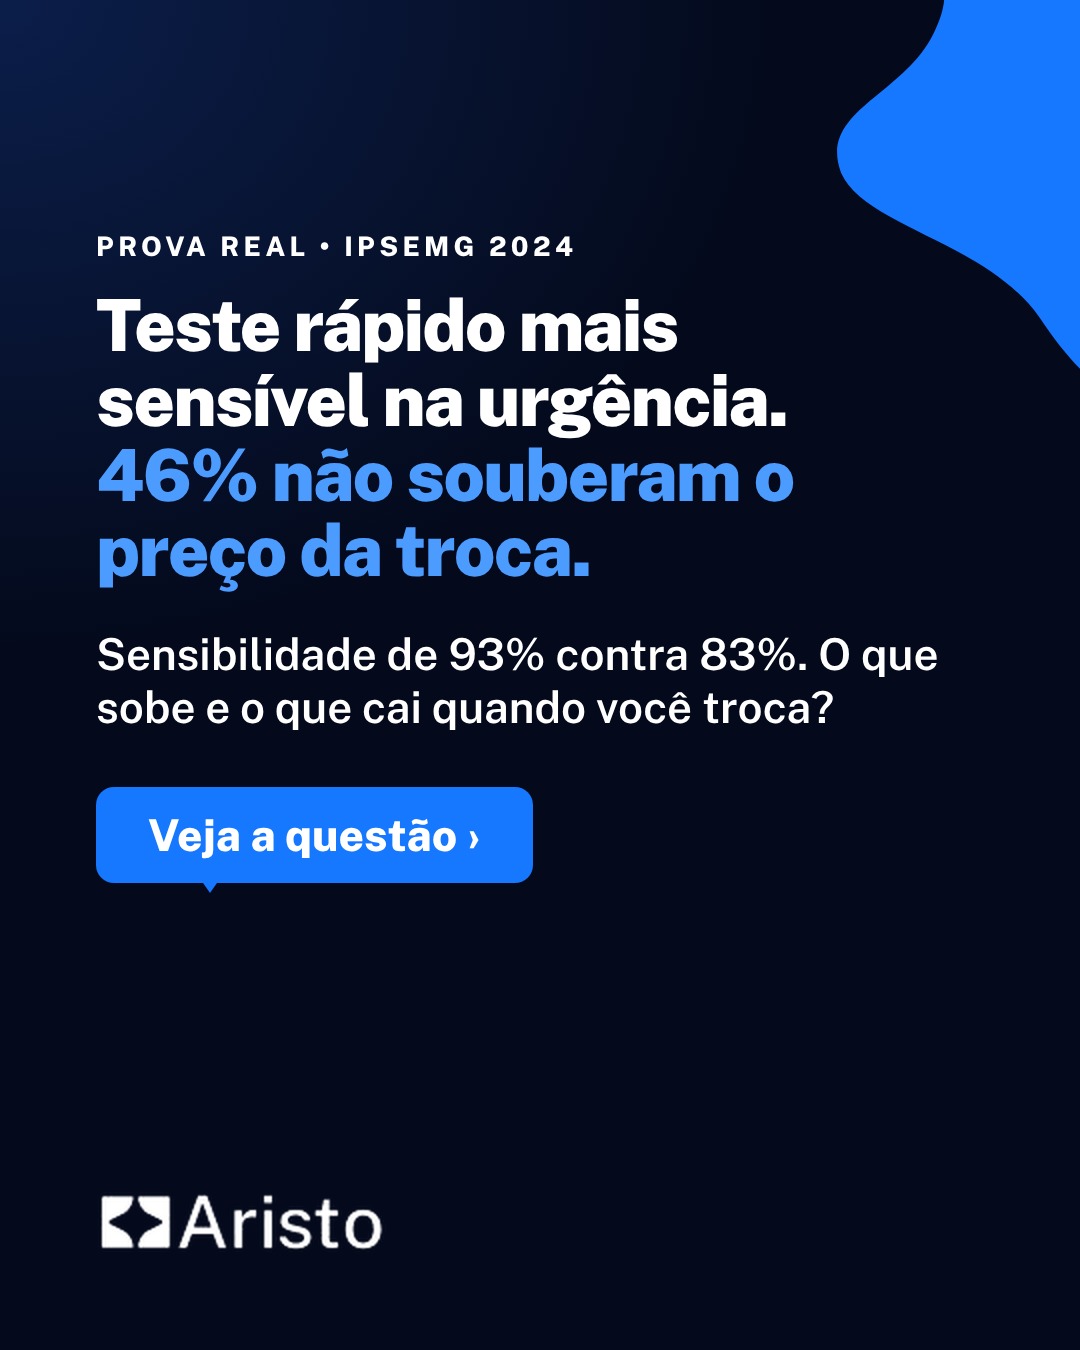 PROVA REAL • IPSEMG 2024
Teste rápido mais
sensível na urgência.
46% não souberam o
preço da troca.
Sensibilidade de 93% contra 83%. O que
sobe e o que cai quando você troca?
Veja a questão ›
Aristo